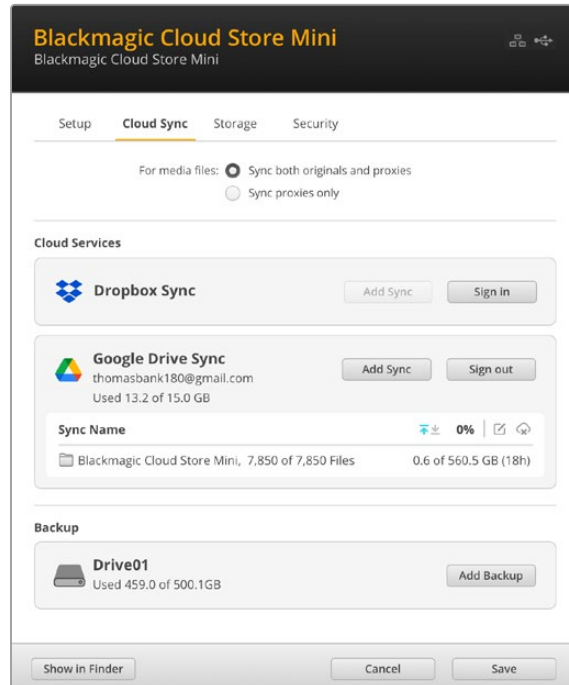 Blackmagic Cloud Store Mini
Blackmagic Cloud Store Mini
Setup Cloud Sync Storage Security
For media files: Sync both originals and proxies
Sync proxies only
Cloud Services
Dropbox Sync Add Sync Sign in
Google Drive Sync
thomasbank180@gmail.com Add Sync Sign out
Used 13.2 of 15.0 GB
Sync Name 0%
Blackmagic Cloud Store Mini, 7,850 of 7,850 Files 0.6 of 560.5 GB (18h)
Backup
Drive01
Used 459.0 of 500.1GB Add Backup
Show in Finder Cancel Save